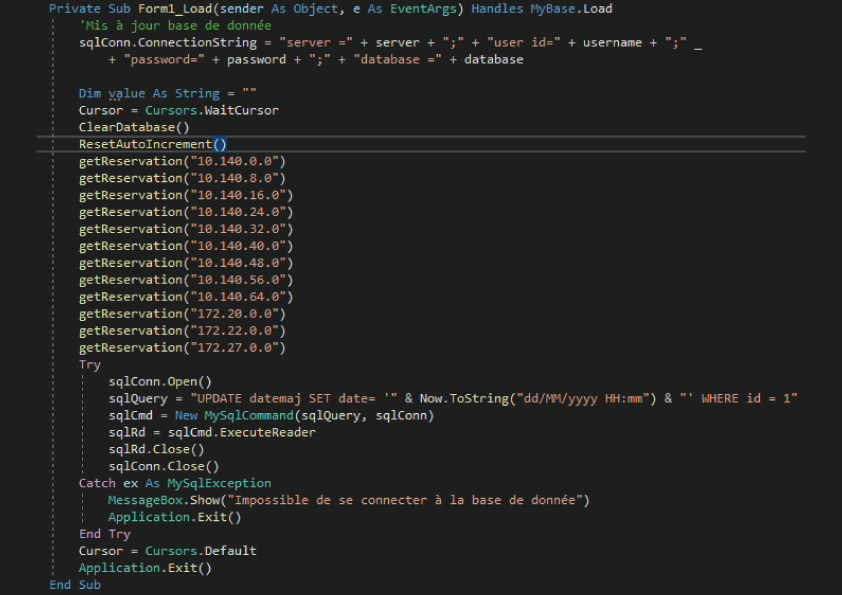 Private Sub Form1_Load(sender As Object, e As EventArgs) Handles MyBase.Load
'Mis à jour base de donnée
sqlConn.ConnectionString = "server =" + server + ";" + "user id=" + username + ";" _
+ "password=" + password + ";" + "database =" + database
Dim value As String = ""
Cursor = Cursors.WaitCursor
ClearDatabase()
ResetAutoIncrement()
getReservation("10.140.0.0")
getReservation("10.140.8.0")
getReservation("10.140.16.0")
getReservation("10.140.24.0")
getReservation("10.140.32.0")
getReservation("10.140.40.0")
getReservation("10.140.48.0")
getReservation("10.140.56.0")
getReservation("10.140.64.0")
getReservation("172.20.0.0")
getReservation("172.22.0.0")
getReservation("172.27.0.0")
Try
sqlConn.Open()
sqlQuery = "UPDATE datemaj SET date= '" & Now.ToString("dd/MM/yyyy HH:mm") & "' WHERE id = 1"
sqlCmd = New MySqlCommand(sqlQuery, sqlConn)
sqlRd = sqlCmd.ExecuteReader
sqlRd.Close()
sqlConn.Close()
Catch ex As MySqlException
MessageBox.Show("Impossible de se connecter à la base de donnée")
Application.Exit()
End Try
Cursor = Cursors.Default
Application.Exit()
End Sub